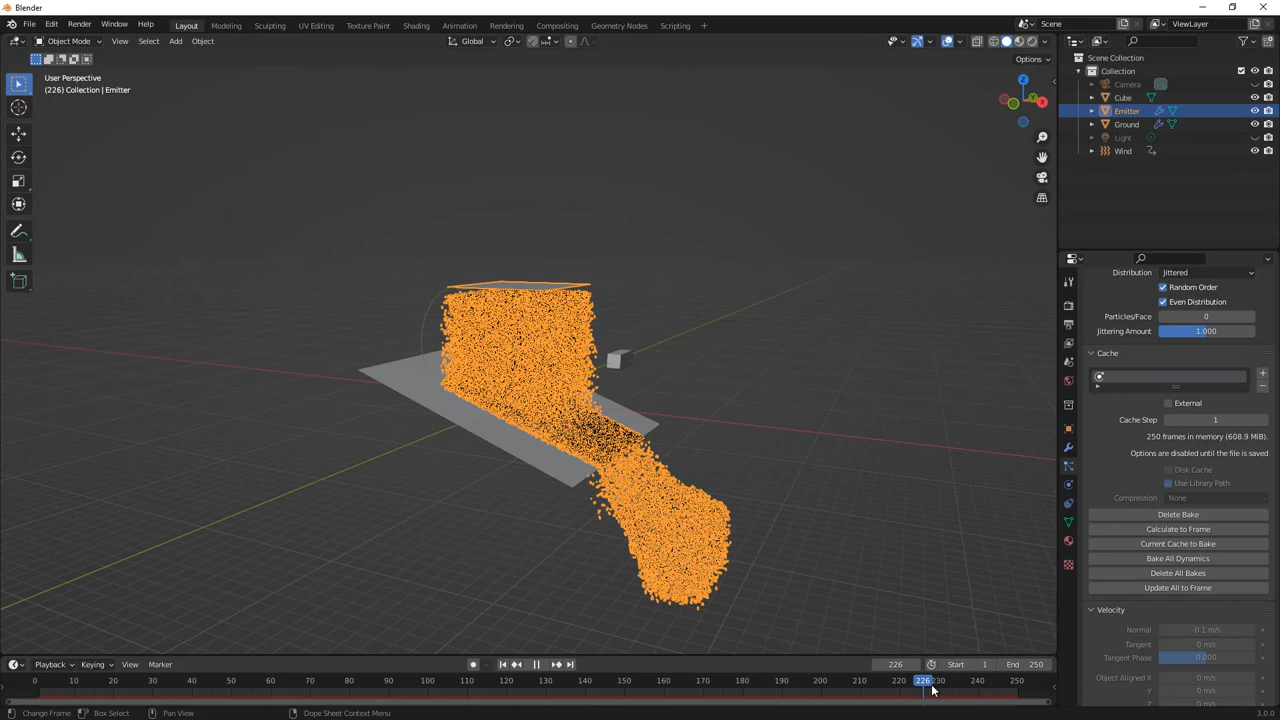 Blender
File Edit Render Window Help
Layout Modeling Sculpting UV Editing Texture Paint Shading Animation Rendering Compositing Geometry Nodes Scripting +
Scene
ViewLayer
Object Mode View Select Add Object
Global
Options
User Perspective
(226) Collection | Emitter
Z
Y
X
Scene Collection
Collection
Camera
Cube
Emitter
Ground
Light
Wind
Distribution Jittered
Random Order
Even Distribution
Particles/Face 0
Jittering Amount 1.000
Cache
External
Cache Step 1
250 frames in memory (608.9 MiB).
Options are disabled until the file is saved
Disk Cache
Use Library Path
Compression None
Delete Bake
Calculate to Frame
Current Cache to Bake
Bake All Dynamics
Delete All Bakes
Update All to Frame
Velocity
Normal -0.1 m/s
Tangent 0 m/s
Tangent Phase 0.000
Object Aligned X 0 m/s
Y 0 m/s
Z 0 m/s
Playback Keying View Marker
226 Start 1 End 250
0 10 20 30 40 50 60 70 80 90 100 110 120 130 140 150 160 170 180 190 200 210 220 226 230 240 250
Change Frame Box Select Pan View Dope Sheet Context Menu
3.0.0